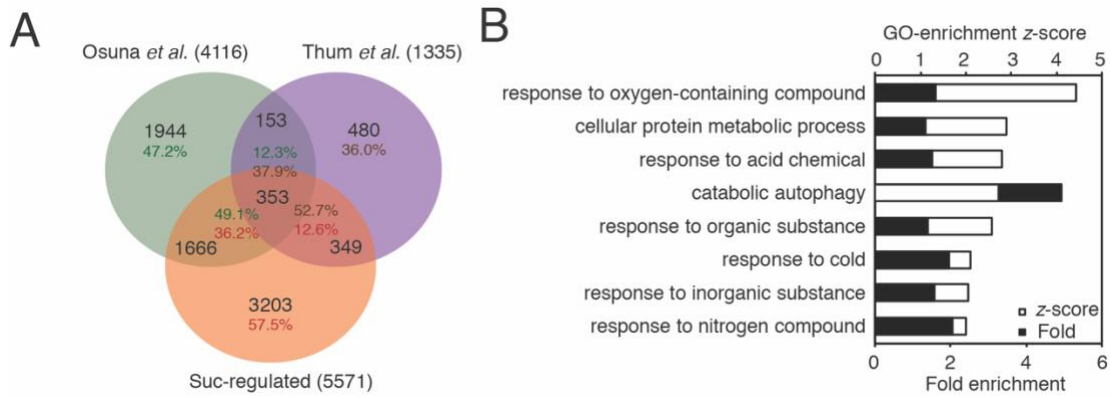 A
Osuna et al. (4116)
Thum et al. (1335)
1944
47.2%
153
12.3%
37.9%
480
36.0%
353
49.1%
36.2%
52.7%
12.6%
1666
349
3203
57.5%
Suc-regulated (5571)
B
GO-enrichment z-score
0 1 2 3 4 5
response to oxygen-containing compound
cellular protein metabolic process
response to acid chemical
catabolic autophagy
response to organic substance
response to cold
response to inorganic substance
response to nitrogen compound
z-score
Fold
0 2 4 6
Fold enrichment